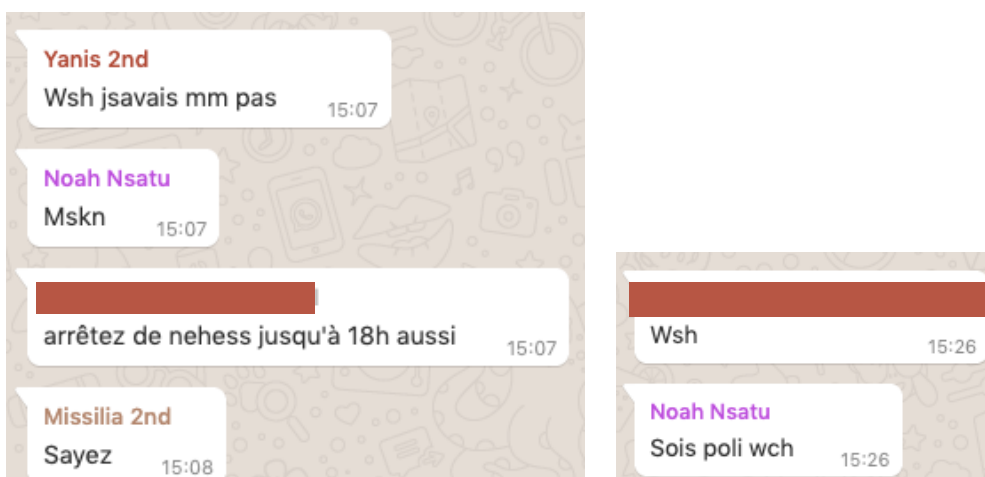 Yanis 2nd
Wsh jsavais mm pas
15:07
Noah Nsatu
Mskn
15:07
arrêtez de nehess jusqu'à 18h aussi
15:07
Missilia 2nd
Sayez
15:08
Wsh
15:26
Noah Nsatu
Sois poli wch
15:26